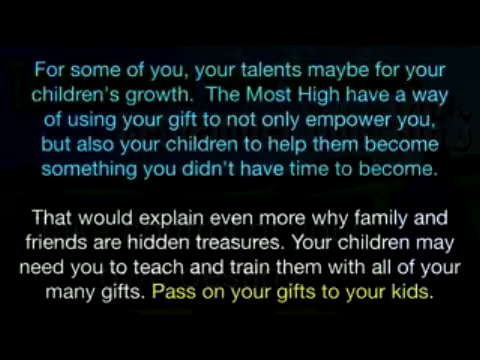 For some of you, your talents maybe for your
children's growth.  The Most High have a way
of using your gift to not only empower you,
but also your children to help them become
something you didn't have time to become.
That would explain even more why family and
friends are hidden treasures. Your children may
need you to teach and train them with all of your
many gifts. Pass on your gifts to your kids.